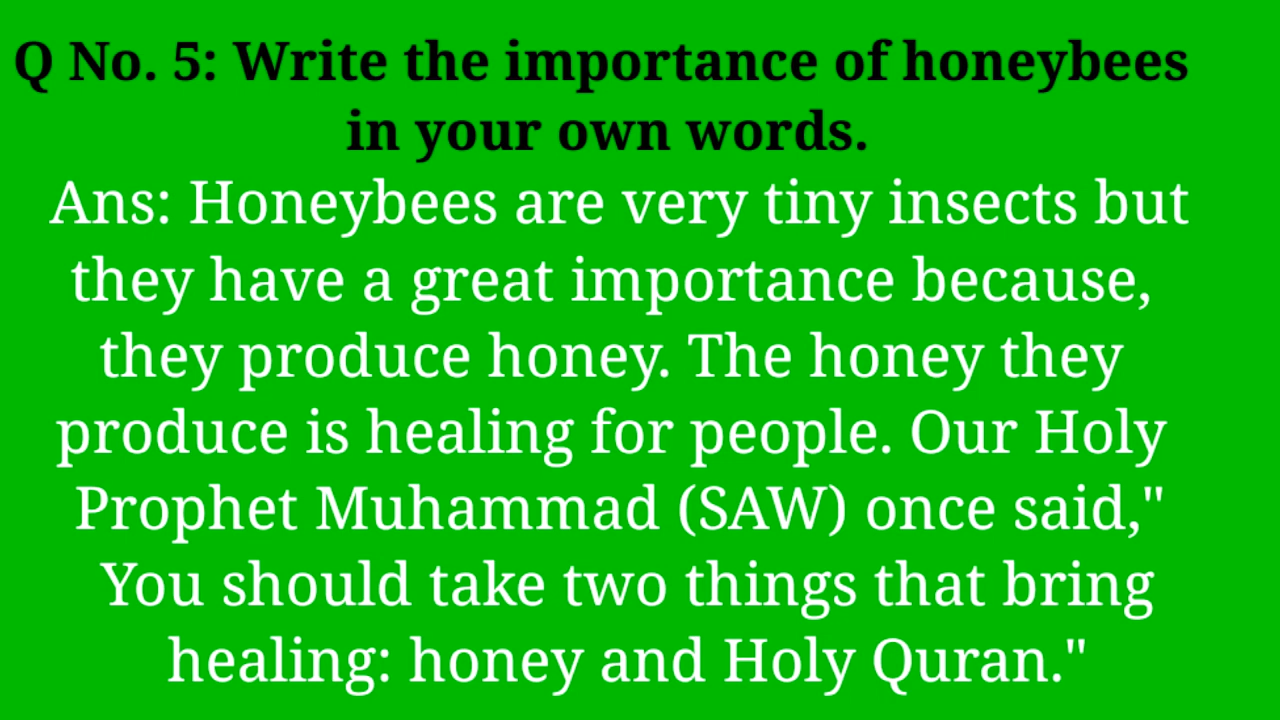 Q No. 5: Write the importance of honeybees
in your own words.
Ans: Honeybees are very tiny insects but
they have a great importance because,
they produce honey. The honey they
produce is healing for people. Our Holy
Prophet Muhammad (SAW) once said,"
You should take two things that bring
healing: honey and Holy Quran."